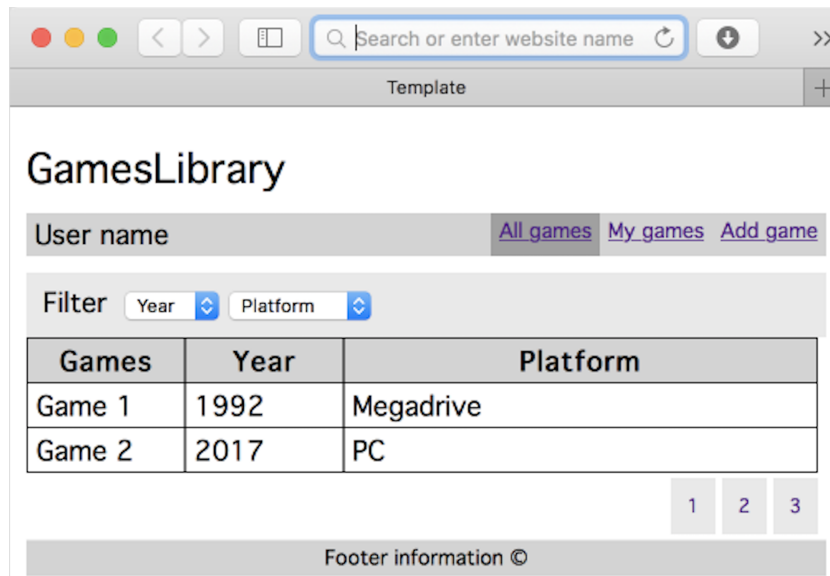 Search or enter website name
Template
GamesLibrary
User name All games My games Add game
Filter Year Platform
Games Year Platform
Game 1 1992 Megadrive
Game 2 2017 PC
1 2 3
Footer information ©